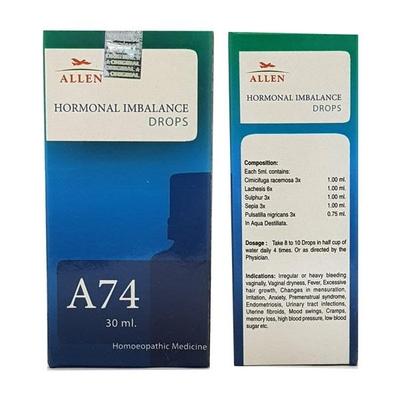 ALLEN
HORMONAL IMBALANCE
DROPS
A74
30 ml.
Homoeopathic Medicine
ALLEN
HORMONAL IMBALANCE
DROPS
Composition:
Each 5ml. contains:
Cimicifuga racemosa 3x 1.00 ml.
Lachesis 6x 1.00 ml.
Sulphur 3x 1.00 ml.
Sepia 3x 1.00 ml.
Pulsatilla nigricans 3x 0.75 ml.
In Aqua Destillata.
Dosage : Take 8 to 10 Drops in half cup of
water daily 4 times. Or as directed by the
Physician.
Indications: Irregular or heavy bleeding
vaginally, Vaginal dryness, Fever, Excessive
hair growth, Changes in mensuration,
Irritation, Anxiety, Premenstrual syndrome,
Endometriosis, Urinary tract infections,
Uterine fibroids, Mood swings, Cramps,
memory loss, high blood pressure, low blood
sugar etc.